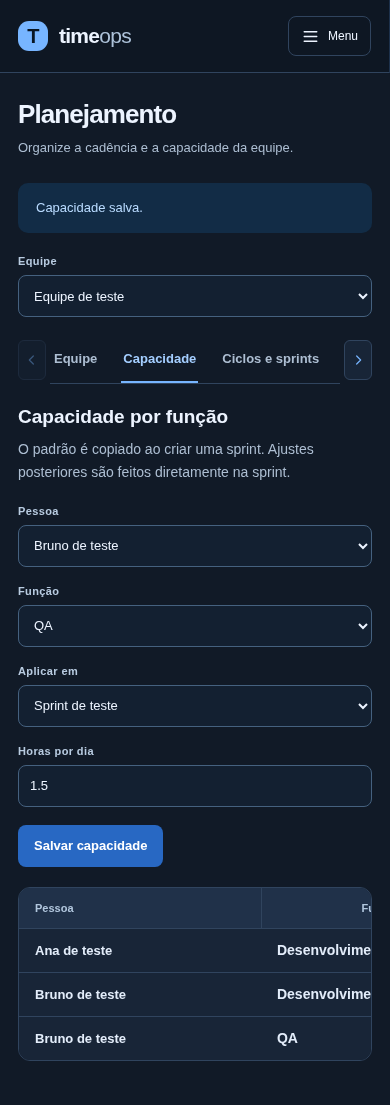 T timeops
Menu
Planejamento
Organize a cadência e a capacidade da equipe.
Capacidade salva.
Equipe
Equipe de teste
Equipe Capacidade Ciclos e sprints
Capacidade por função
O padrão é copiado ao criar uma sprint. Ajustes
posteriores são feitos diretamente na sprint.
Pessoa
Bruno de teste
Função
QA
Aplicar em
Sprint de teste
Horas por dia
1.5
Salvar capacidade
Pessoa
Ana de teste
Bruno de teste
Bruno de teste QA